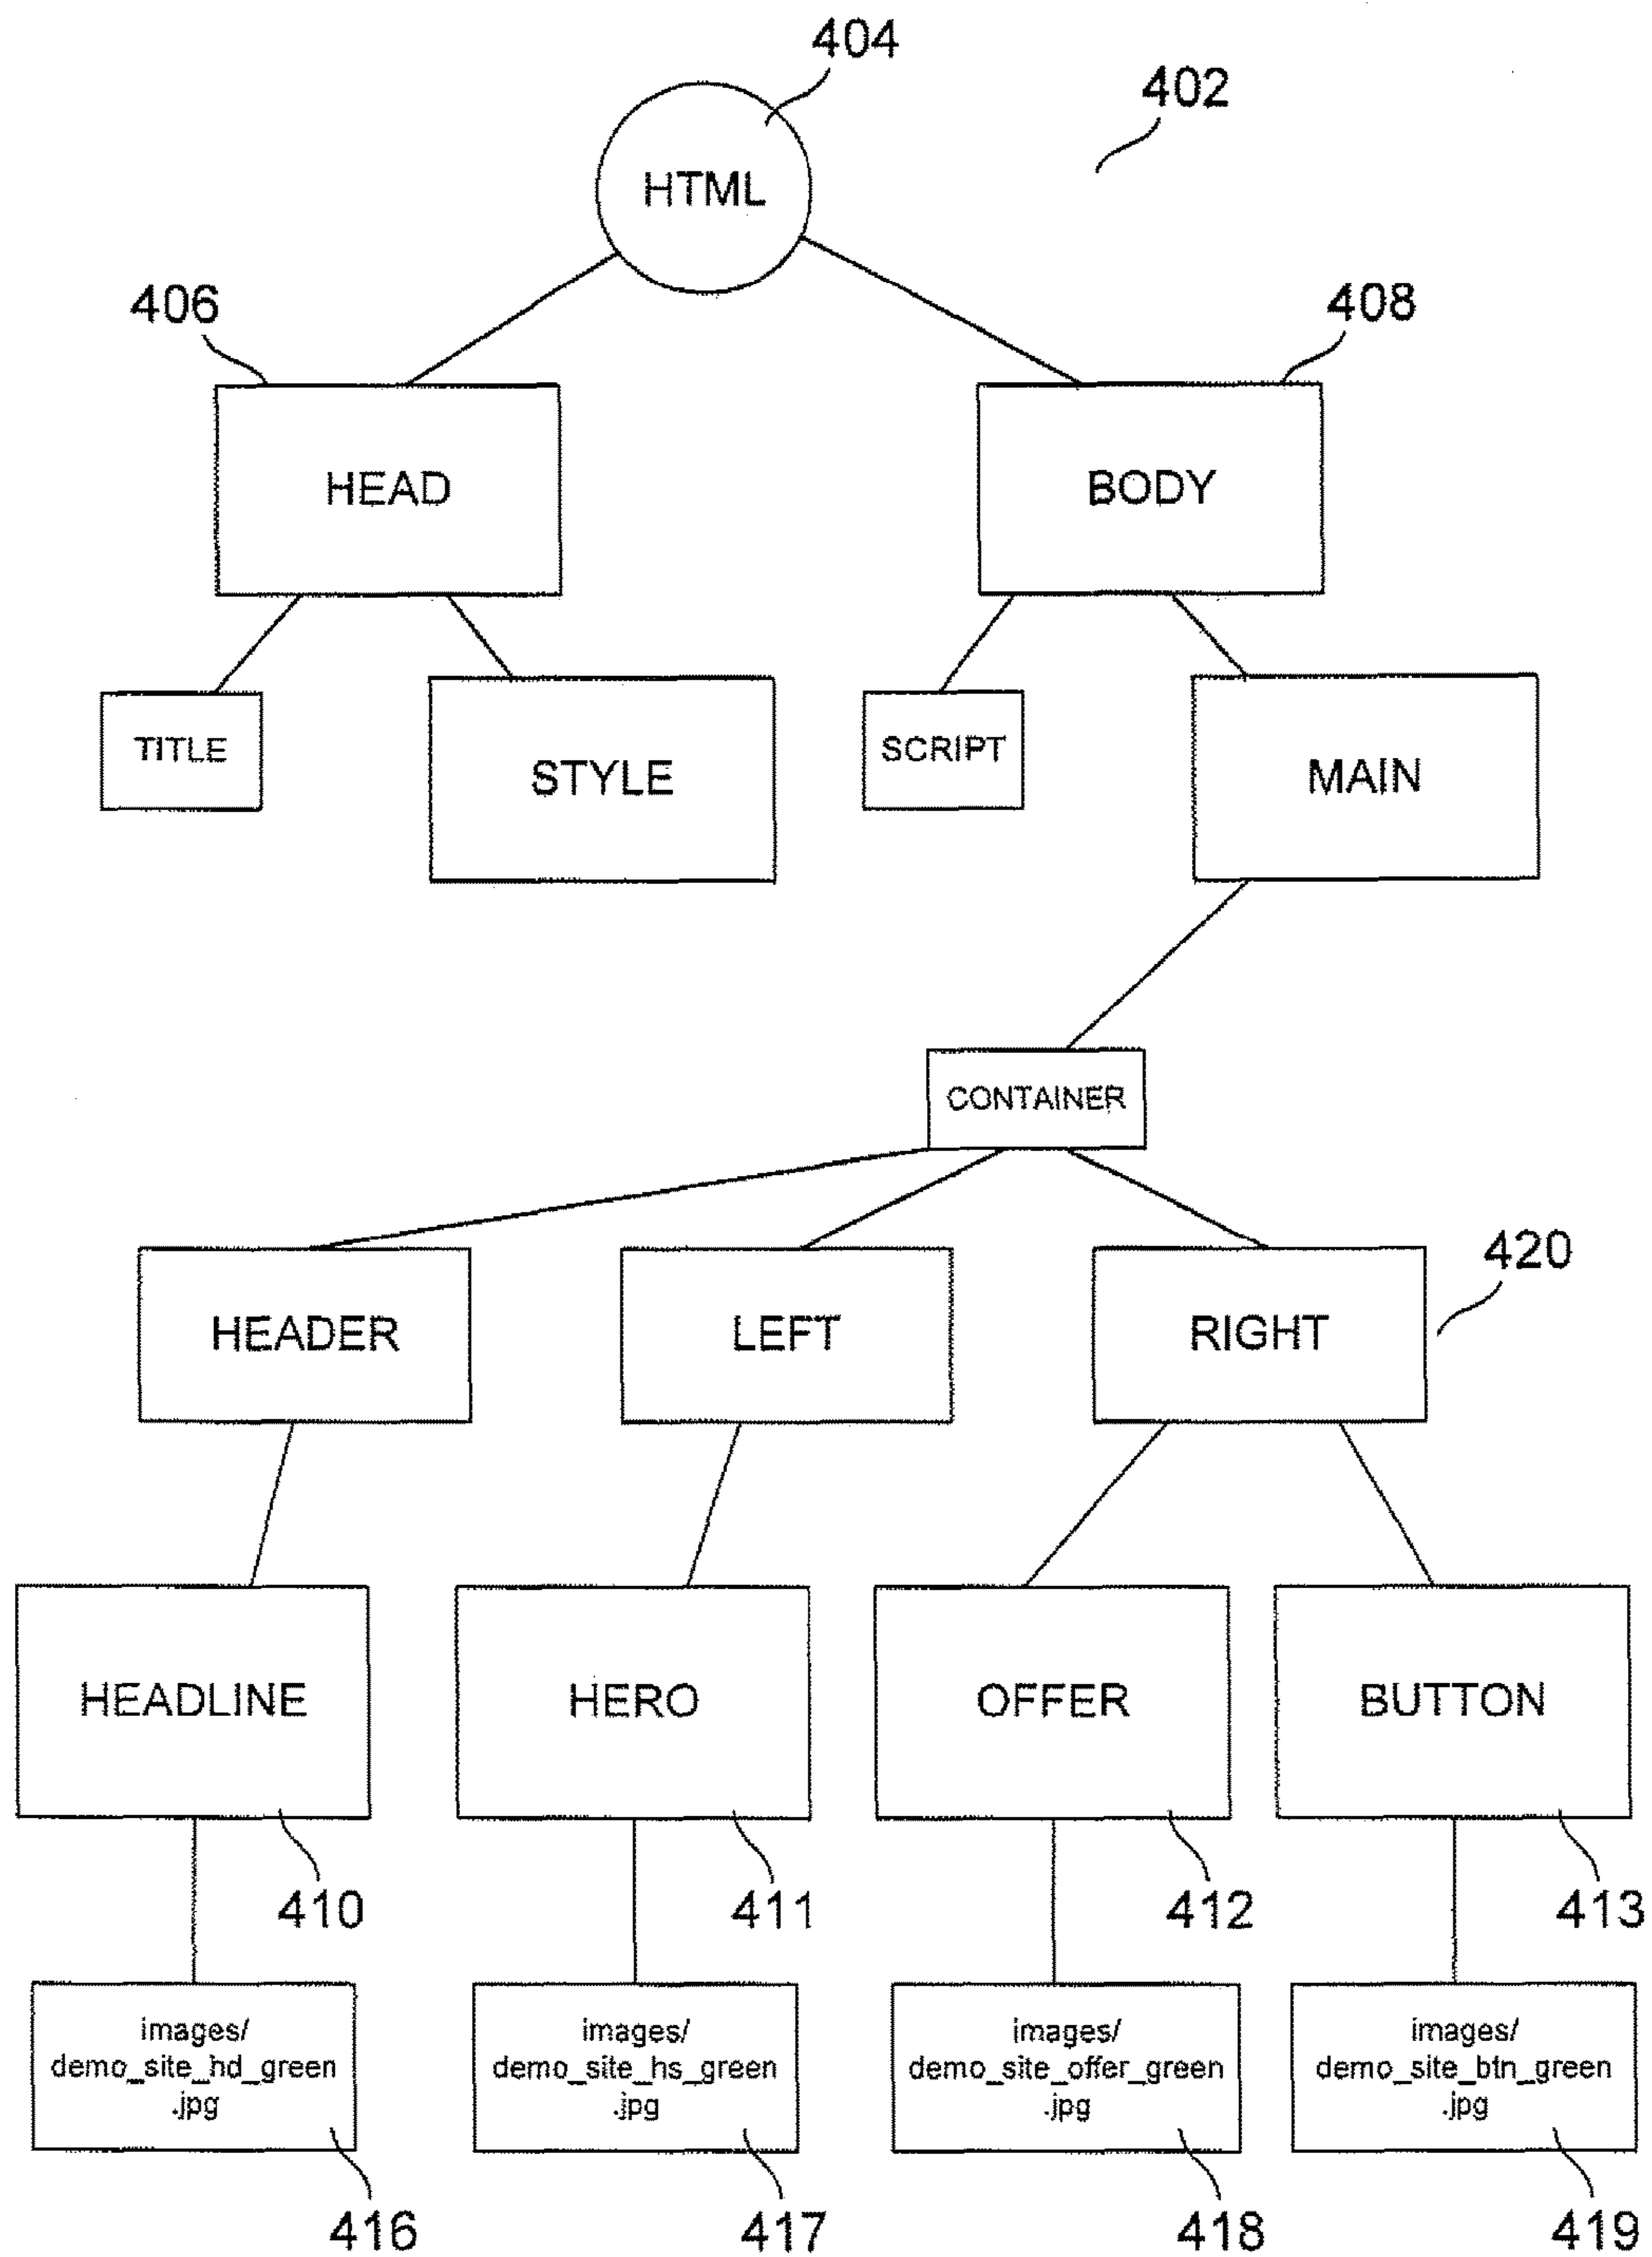 404
402
HTML
406
408
HEAD
BODY
TITLE
STYLE
SCRIPT
MAIN
CONTAINER
420
HEADER
LEFT
RIGHT
HEADLINE
HERO
OFFER
BUTTON
410
411
412
413
images/
demo_site_hd_green
.jpg
images/
demo_site_hs_green
.jpg
images/
demo_site_offer_green
.jpg
images/
demo_site_btn_green
.jpg
416
417
418
419